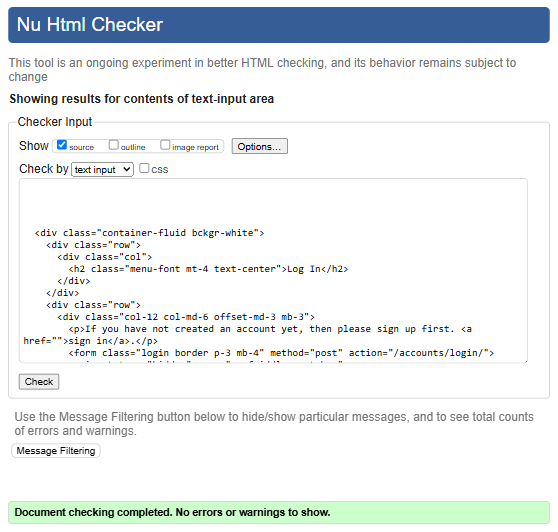 Nu Html Checker
This tool is an ongoing experiment in better HTML checking, and its behavior remains subject to
change
Showing results for contents of text-input area
Checker Input
Show source outline image report Options...
Check by text input css
<div class="container-fluid bckgr-white">
<div class="row">
<div class="col">
<h2 class="menu-font mt-4 text-center">Log In</h2>
</div>
</div>
<div class="row">
<div class="col-12 col-md-6 offset-md-3 mb-3">
<p>If you have not created an account yet, then please sign up first. <a
href="">sign in</a>.</p>
<form class="login border p-3 mb-4" method="post" action="/accounts/login/">
Check
Use the Message Filtering button below to hide/show particular messages, and to see total counts
of errors and warnings.
Message Filtering
Document checking completed. No errors or warnings to show.